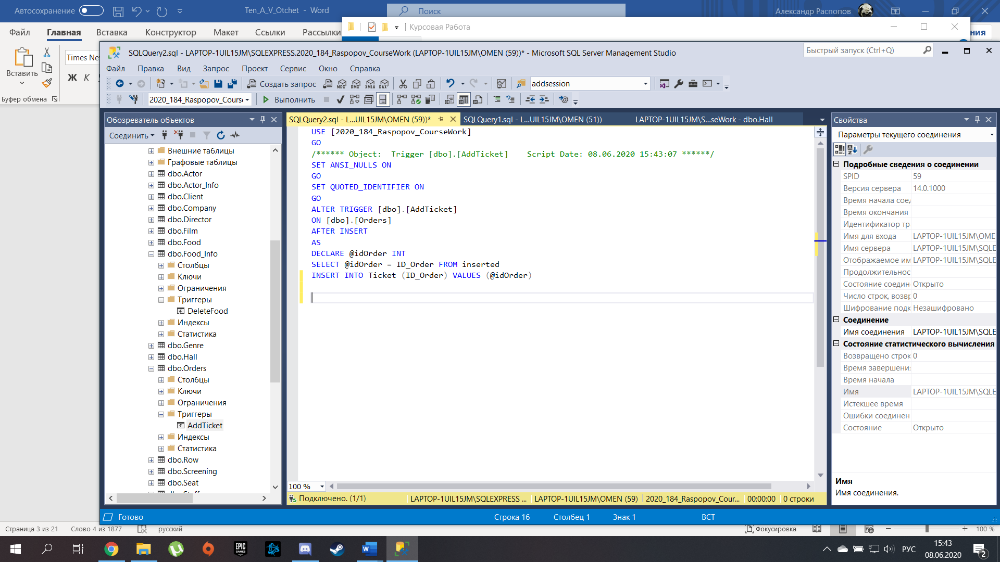 Автосохранение
Ten_A_V_Otchet - Word
Поиск
Александр Распопов
Файл
Главная
Вставка
Конструктор
Макет
Ссылки
Рассылки
Курсовая Работа
ния
Вставить
Times Ne
Ж К
Буфер обмена
SQLQuery2.sql - LAPTOP-1UIL15JM\SQLEXPRESS.2020_184_Raspopov_CourseWork (LAPTOP-1UIL15JM\OMEN (59))* - Microsoft SQL Server Management Studio
Быстрый запуск (Ctrl+Q)
Файл Правка Вид Запрос Проект Сервис Окно Справка
Создать запрос
MDX DMX XMLA DAX
addsession
2020_184_Raspopov_Cours
Выполнить
Обозреватель объектов
Соединить
Внешние таблицы
Графовые таблицы
dbo.Actor
dbo.Actor_Info
dbo.Client
dbo.Company
dbo.Director
dbo.Film
dbo.Food
dbo.Food_Info
Столбцы
Ключи
Ограничения
Триггеры
DeleteFood
Индексы
Статистика
dbo.Genre
dbo.Hall
dbo.Orders
Столбцы
Ключи
Ограничения
Триггеры
AddTicket
Индексы
Статистика
dbo.Row
dbo.Screening
dbo.Seat
SQLQuery2.sql - L...UIL15JM\OMEN (59))*
SQLQuery1.sql - L...UIL15JM\OMEN (51))
LAPTOP-1UIL15JM\S...seWork - dbo.Hall
USE [2020_184_Raspopov_CourseWork]
GO
/****** Object:  Trigger [dbo].[AddTicket]    Script Date: 08.06.2020 15:43:07 ******/
SET ANSI_NULLS ON
GO
SET QUOTED_IDENTIFIER ON
GO
ALTER TRIGGER [dbo].[AddTicket]
ON [dbo].[Orders]
AFTER INSERT
AS
DECLARE @idOrder INT
SELECT @idOrder = ID_Order FROM inserted
INSERT INTO Ticket (ID_Order) VALUES (@idOrder)
100 %
Подключено. (1/1)
LAPTOP-1UIL15JM\SQLEXPRESS ...
LAPTOP-1UIL15JM\OMEN (59)
2020_184_Raspopov_Cour...
00:00:00
0 строки
Свойства
Параметры текущего соединения
Подробные сведения о соединении
SPID 59
Версия сервера 14.0.1000
Время начала соед
Время окончания
Идентификатор тр
Имя для входа LAPTOP-1UIL15JM\OME
Имя сервера LAPTOP-1UIL15JM\SQLE
Отображаемое им LAPTOP-1UIL15JM\SQLE
Продолжительнос
Состояние соедин Открыто
Число строк, возвр 0
Шифрование подк Незашифровано
Соединение
Имя соединения LAPTOP-1UIL15JM\SQLE
Состояние статистического вычисления
Возвращено строк 0
Время завершения
Время начала
Имя LAPTOP-1UIL15JM\SQLE
Истекшее время
Ошибки соединен
Состояние Открыто
Имя
Имя соединения.
Готово
Строка 16
Столбец 1
Знак 1
ВСТ
Страница 3 из 21
Слово 4 из 1877
русский
Фокусировка
100 %
EPIC
GAMES
РУС
15:43
08.06.2020
2